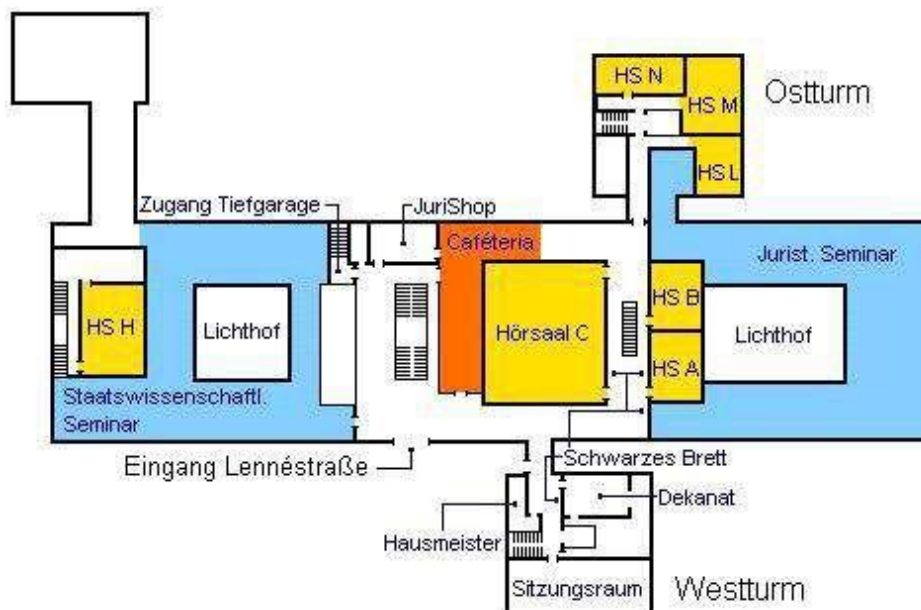 HS N
HS M
Ostturm
HS L
Zugang Tiefgarage
JuriShop
Caféteria
Jurist. Seminar
HS B
HS H
Lichthof
Hörsaal C
Lichthof
HS A
Staatswissenschaftl.
Seminar
Eingang Lennéstraße
Schwarzes Brett
Dekanat
Hausmeister
Sitzungsraum
Westturm